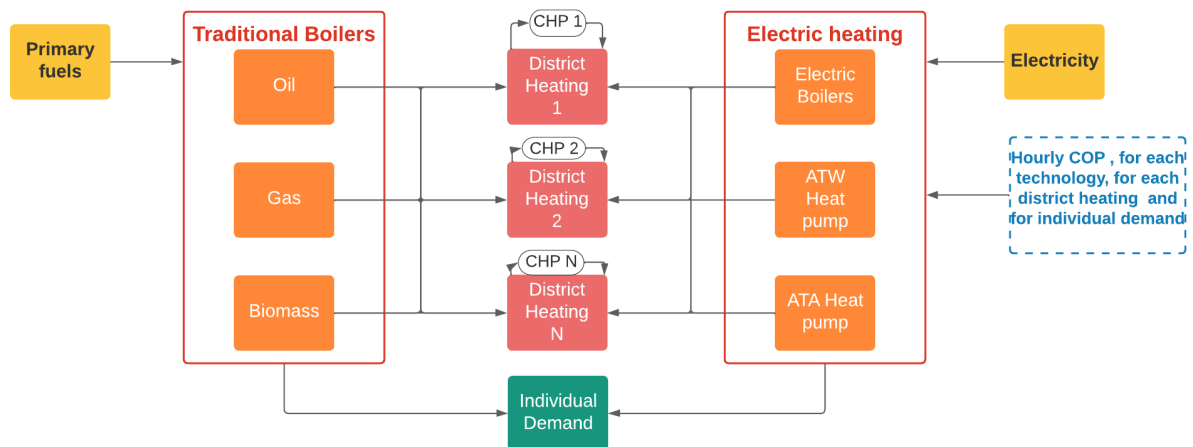 Primary
fuels
Traditional Boilers
Oil
Gas
Biomass
CHP 1
District
Heating
1
CHP 2
District
Heating
2
CHP N
District
Heating
N
Individual
Demand
Electric heating
Electric
Boilers
ATW
Heat
pump
ATA Heat
pump
Electricity
Hourly COP , for each
technology, for each
district heating and
for individual demand